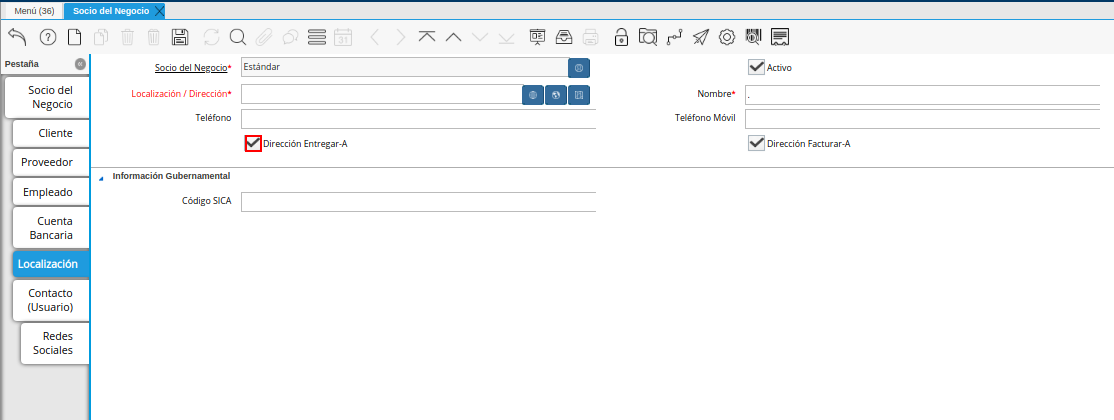 Menú (36) Socio del Negocio
31
Pestaña
Socio del Negocio* Estándar Activo
Localización / Dirección* Nombre* .
Teléfono Teléfono Móvil
Dirección Entregar-A Dirección Facturar-A
Información Gubernamental
Código SICA
Socio del
Negocio
Cliente
Proveedor
Empleado
Cuenta
Bancaria
Localización
Contacto
(Usuario)
Redes
Sociales